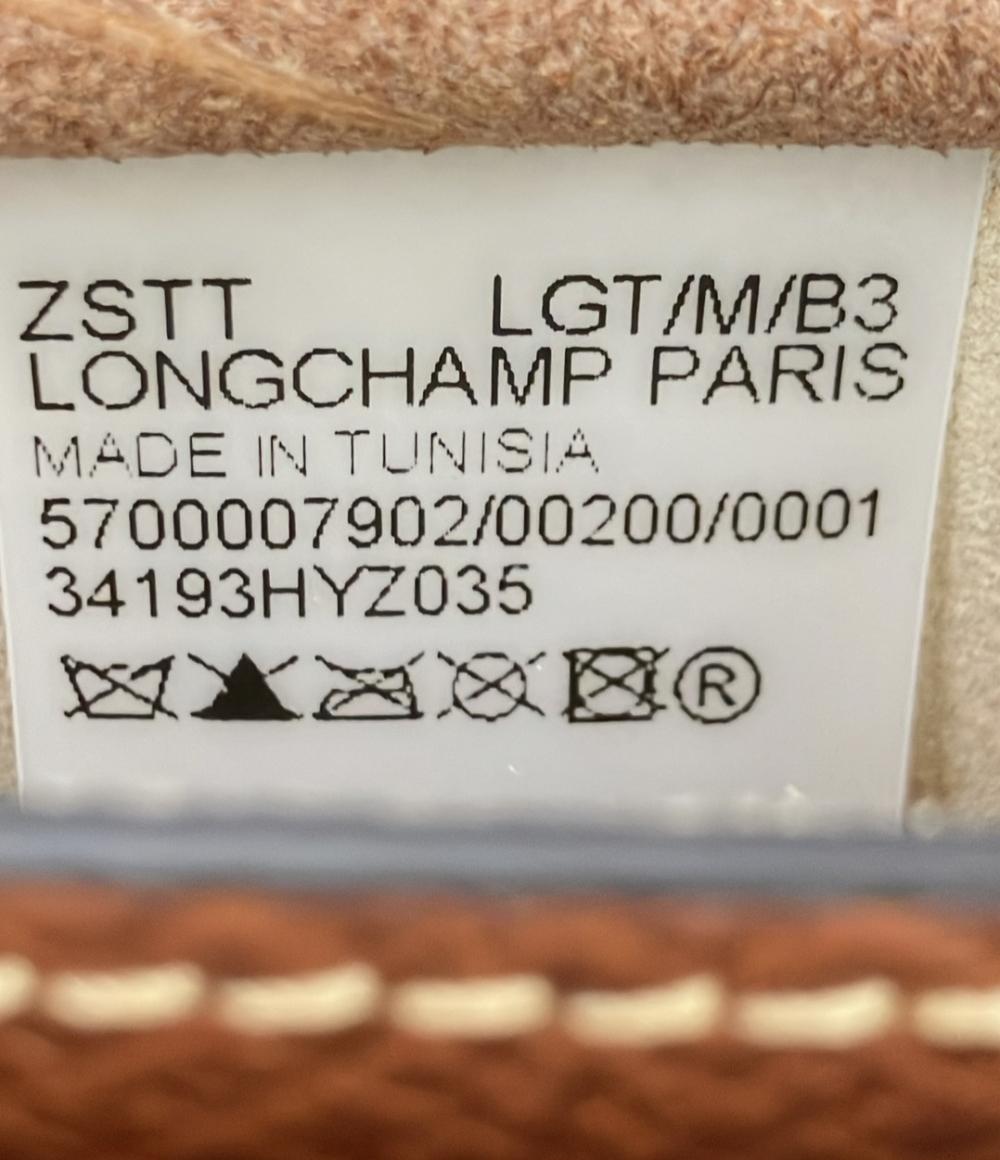 ZSTT LGT/M/B3
LONGCHAMP PARIS
MADE IN TUNISIA
5700007902/00200/0001
34193HYZ035
®